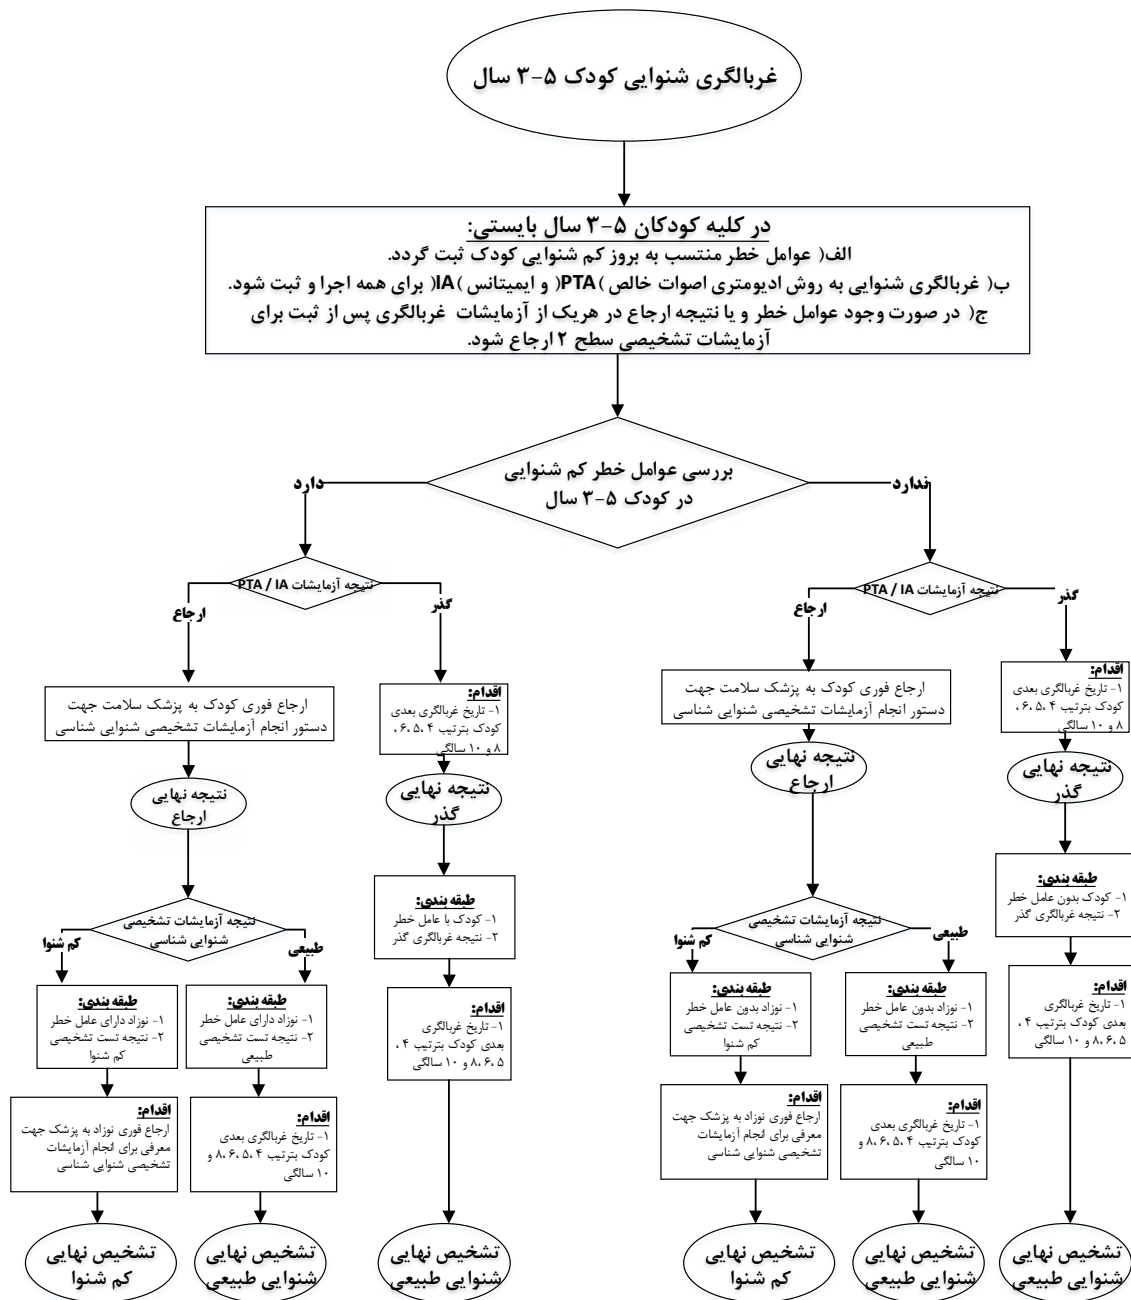 غربالگری شنوایی کودک ۵-۳ سال
در کلیه کودکان ۵-۳ سال بایستی:
الف( عوامل خطر منتسب به بروز کم شنوایی کودک ثبت گردد.
ب( غربالگری شنوایی به روش ادیومتری اصوات خالص )PTA( و ایمیتانس )IA( برای همه اجرا و ثبت شود.
ج( در صورت وجود عوامل خطر و یا نتیجه ارجاع در هریک از آزمایشات غربالگری پس از ثبت برای
آزمایشات تشخیصی سطح ۲ ارجاع شود.
بررسی عوامل خطر کم شنوایی
در کودک ۵-۳ سال
ندارد
دارد
نتیجه آزمایشات PTA / IA
گذر
ارجاع
اقدام:
۱- تاریخ غربالگری بعدی
کودک بترتیب ۴ ،۵ ،۶ ،
۸ و ۱۰ سالگی
ارجاع فوری کودک به پزشک سلامت جهت
دستور انجام آزمایشات تشخیصی شنوایی شناسی
نتیجه نهایی
گذر
نتیجه نهایی
ارجاع
طبقه بندی:
۱- کودک بدون عامل خطر
۲- نتیجه غربالگری گذر
نتیجه آزمایشات تشخیصی
شنوایی شناسی
طبیعی
کم شنوا
اقدام:
۱- تاریخ غربالگری
بعدی کودک بترتیب ۴ ،
۵ ،۶ ،۸ و ۱۰ سالگی
طبقه بندی:
۱- نوزاد بدون عامل خطر
۲- نتیجه تست تشخیصی
طبیعی
طبقه بندی:
۱- نوزاد بدون عامل خطر
۲- نتیجه تست تشخیصی
کم شنوا
اقدام:
۱- تاریخ غربالگری بعدی
کودک بترتیب ۴ ،۵ ،۶ ،۸ و
۱۰ سالگی
اقدام:
ارجاع فوری نوزاد به پزشک جهت
معرفی برای انجام آزمایشات
تشخیصی شنوایی شناسی
تشخیص نهایی
شنوایی طبیعی
تشخیص نهایی
شنوایی طبیعی
تشخیص نهایی
کم شنوا
نتیجه آزمایشات PTA / IA
گذر
ارجاع
اقدام:
۱- تاریخ غربالگری بعدی
کودک بترتیب ۴ ،۵ ،۶ ،
۸ و ۱۰ سالگی
ارجاع فوری کودک به پزشک سلامت جهت
دستور انجام آزمایشات تشخیصی شنوایی شناسی
نتیجه نهایی
گذر
نتیجه نهایی
ارجاع
طبقه بندی:
۱- کودک با عامل خطر
۲- نتیجه غربالگری گذر
نتیجه آزمایشات تشخیصی
شنوایی شناسی
طبیعی
کم شنوا
اقدام:
۱- تاریخ غربالگری
بعدی کودک بترتیب ۴ ،
۵ ،۶ ،۸ و ۱۰ سالگی
طبقه بندی:
۱- نوزاد دارای عامل خطر
۲- نتیجه تست تشخیصی
طبیعی
طبقه بندی:
۱- نوزاد دارای عامل خطر
۲- نتیجه تست تشخیصی
کم شنوا
اقدام:
۱- تاریخ غربالگری بعدی
کودک بترتیب ۴ ،۵ ،۶ ،۸ و
۱۰ سالگی
اقدام:
ارجاع فوری نوزاد به پزشک جهت
معرفی برای انجام آزمایشات
تشخیصی شنوایی شناسی
تشخیص نهایی
شنوایی طبیعی
تشخیص نهایی
شنوایی طبیعی
تشخیص نهایی
کم شنوا